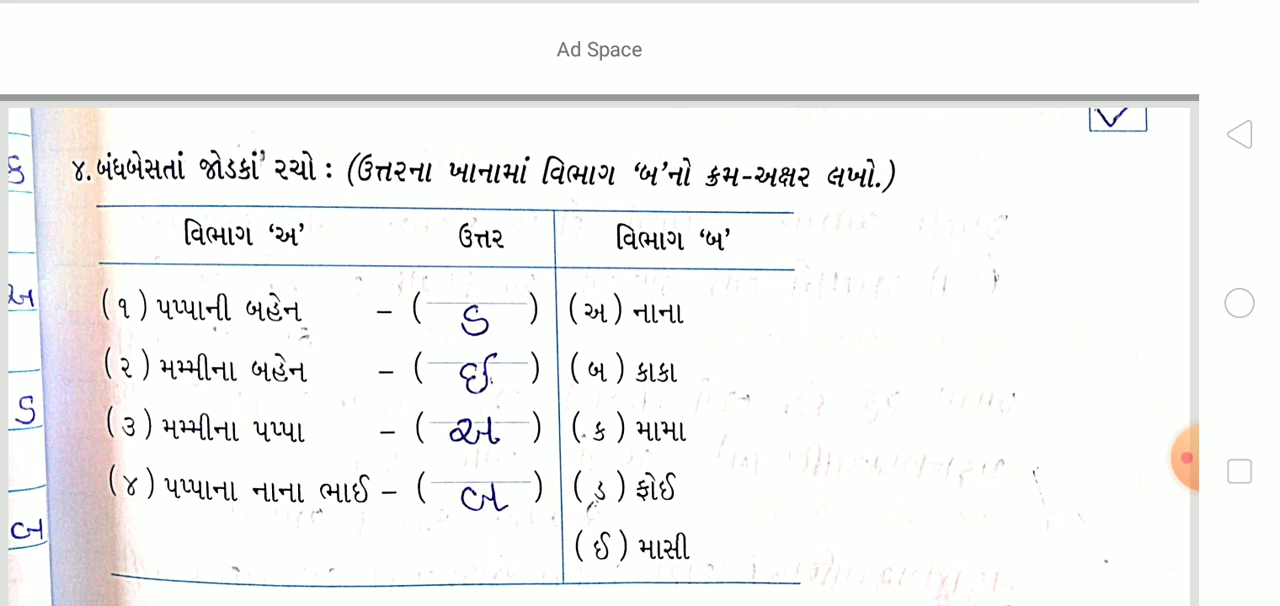 Ad Space
ક
૪. બંધબેસતાં જોડકાં રચો : (ઉત્તરના ખાનામાં વિભાગ ‘બ’નો ક્રમ-અક્ષર લખો.)
વિભાગ ‘અ’ ઉત્તર વિભાગ ‘બ’
અ
(૧) પપ્પાની બહેન – ( ડ ) (અ) નાના
(૨) મમ્મીના બહેન – ( ઈ ) (બ) કાકા
ડ
(૩) મમ્મીના પપ્પા – ( અ ) (ક) મામા
(૪) પપ્પાના નાના ભાઈ – ( બ ) (ડ) ફોઈ
બ
(ઈ) માસી